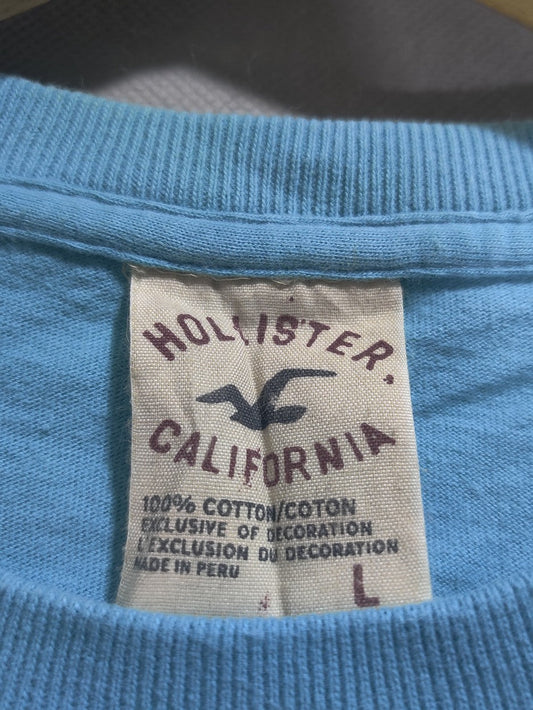 HOLLISTER,
CALIFORNIA
100% COTTON/COTON
EXCLUSIVE OF DECORATION
L'EXCLUSION DU DECORATION
MADE IN PERU
L